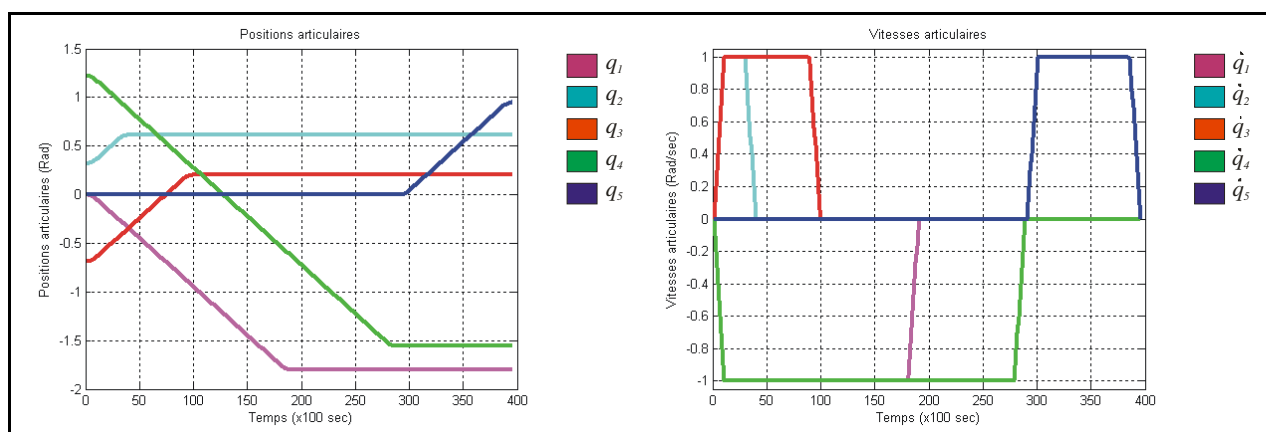 Positions articulaires
1.5
1
0.5
0
-0.5
-1
-1.5
-2
Positions articulaires (Rad)
0 50 100 150 200 250 300 350 400
Temps (x100 sec)
q1
q2
q3
q4
q5
Vitesses articulaires
1
0.8
0.6
0.4
0.2
0
-0.2
-0.4
-0.6
-0.8
-1
Vitesses articulaires (Rad/sec)
0 50 100 150 200 250 300 350 400
Temps (x100 sec)
q̇1
q̇2
q̇3
q̇4
q̇5